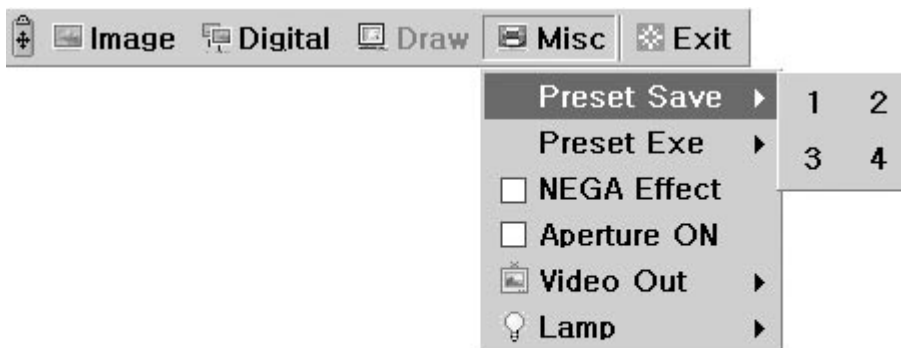 Image Digital Draw Misc Exit
Preset Save 1 2
Preset Exe 3 4
NEGA Effect
Aperture ON
Video Out
Lamp